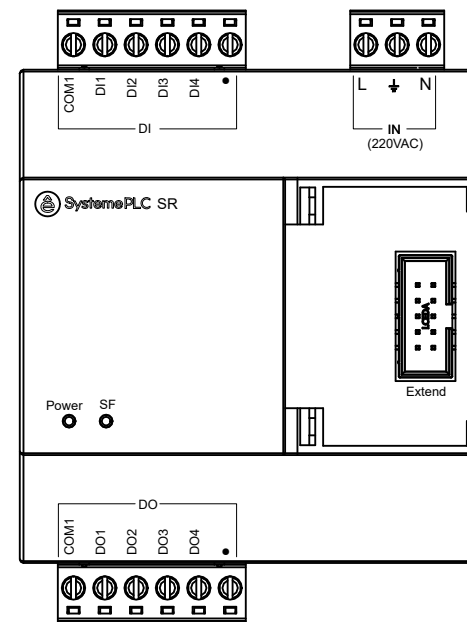 COM1 DI1 DI2 DI3 DI4
DI
L N
IN
(220VAC)
SystemePLC SR
Extend
Power SF
DO
COM1 DO1 DO2 DO3 DO4